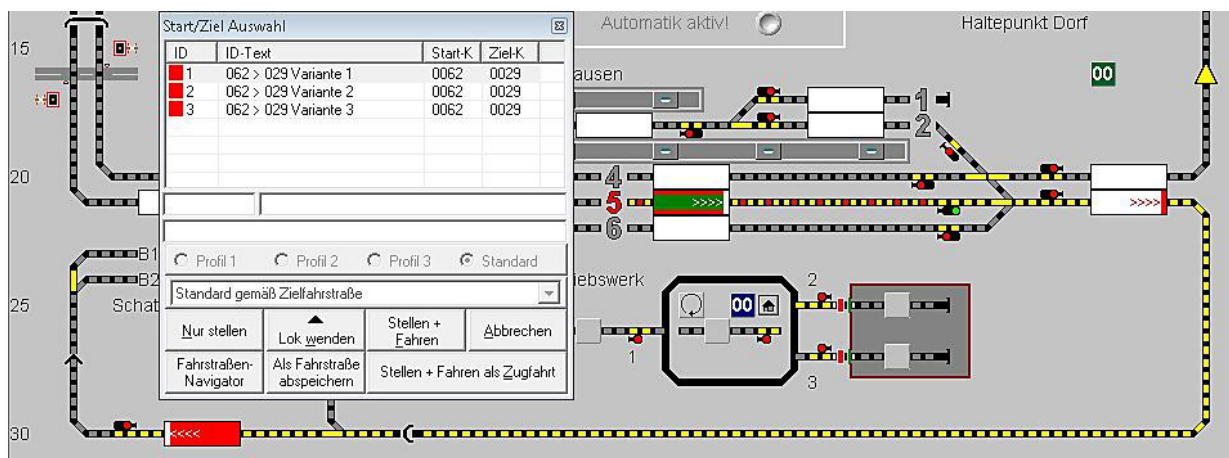 Start/Ziel Auswahl
ID ID-Text Start-K Ziel-K
1 062 > 029 Variante 1 0062 0029
2 062 > 029 Variante 2 0062 0029
3 062 > 029 Variante 3 0062 0029
Profil 1 Profil 2 Profil 3 Standard
Standard gemäß Zielfahrstraße
Nur stellen
Lok wenden
Stellen +
Fahren
Abbrechen
Fahrstraßen-
Navigator
Als Fahrstraße
abspeichern
Stellen + Fahren als Zugfahrt
Automatik aktiv!
Haltepunkt Dorf
15
ausen
00
1
2
20
4
5
>>>>
>>>>
6
B1
B2
25
Schat
iebswerk
00
1
2
3
30
<<<<